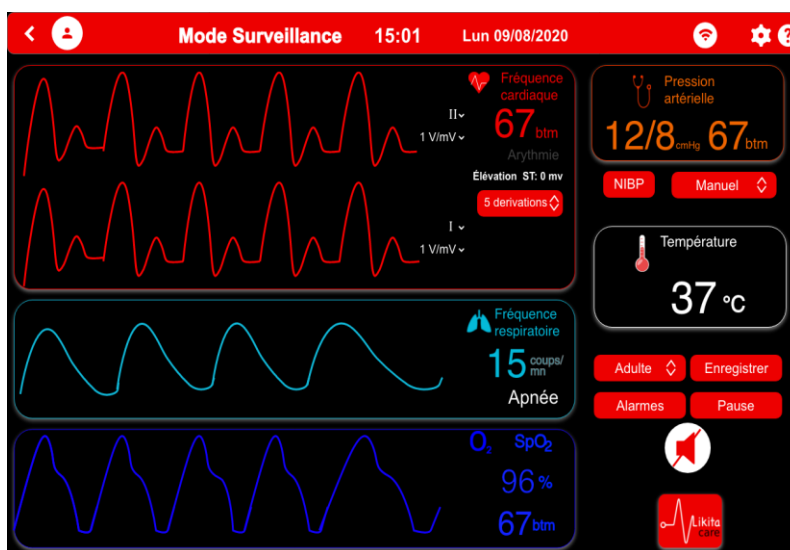 Mode Surveillance 15:01 Lun 09/08/2020
?
Fréquence
cardiaque
II
67 btm
1 V/mV
Arythmie
Élévation ST: 0 mv
5 derivations
I
1 V/mV
Pression
artérielle
12/8 cmHg 67 btm
NIBP Manuel
Température
37 °C
Fréquence
respiratoire
15 coups/
mn
Apnée
Adulte Enregistrer
Alarmes Pause
O₂ SpO₂
96 %
67 btm
Likita
care